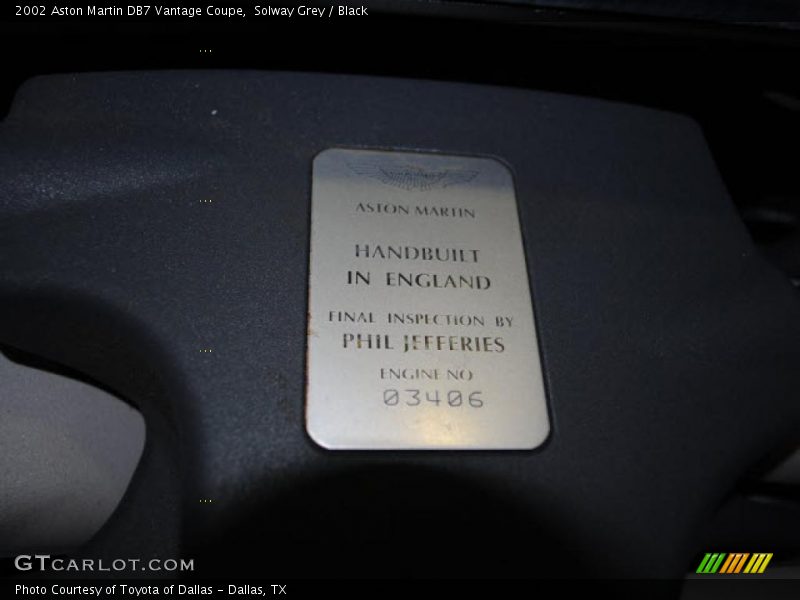 2002 Aston Martin DB7 Vantage Coupe,  Solway Grey / Black
ASTON MARTIN
HANDBUILT
IN ENGLAND
FINAL INSPECTION BY
PHIL JEFFERIES
ENGINE NO
03406
GTCARLOT.COM
Photo Courtesy of Toyota of Dallas - Dallas, TX